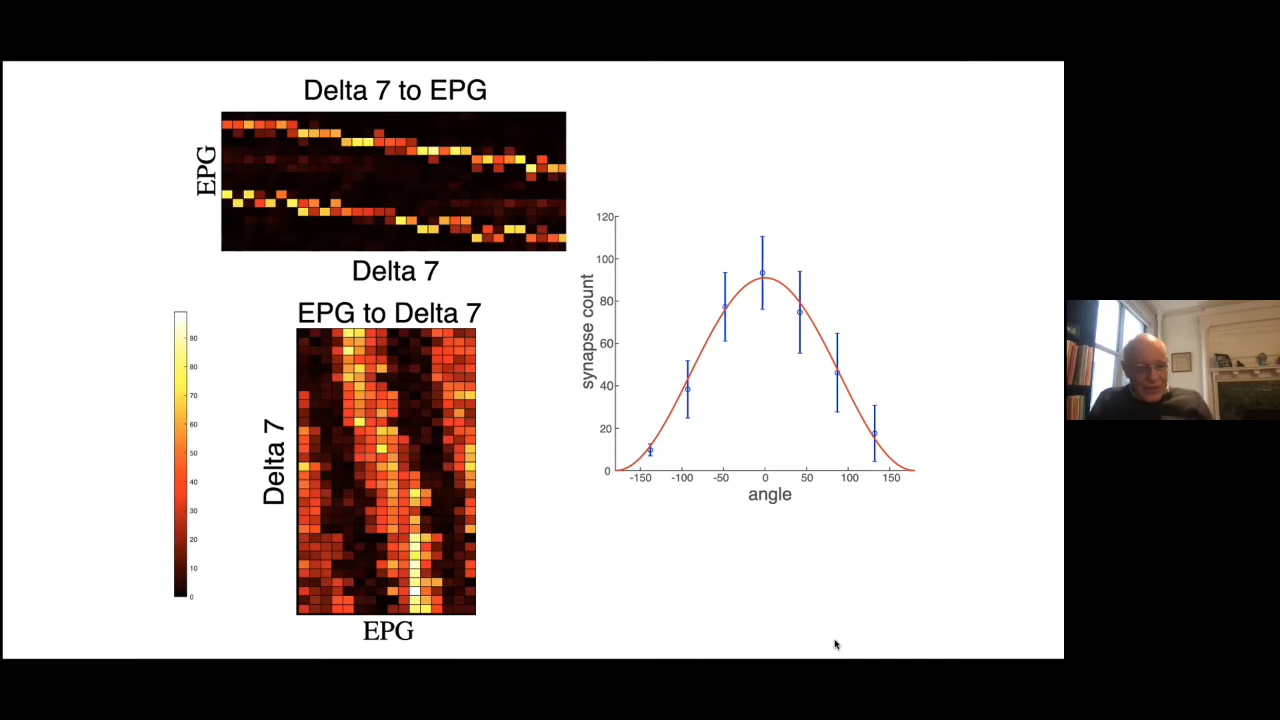 Delta 7 to EPG
EPG
Delta 7
EPG to Delta 7
90
80
70
60
50
40
30
20
10
0
Delta 7
EPG
120
100
80
60
40
20
0
synapse count
-150 -100 -50 0 50 100 150
angle